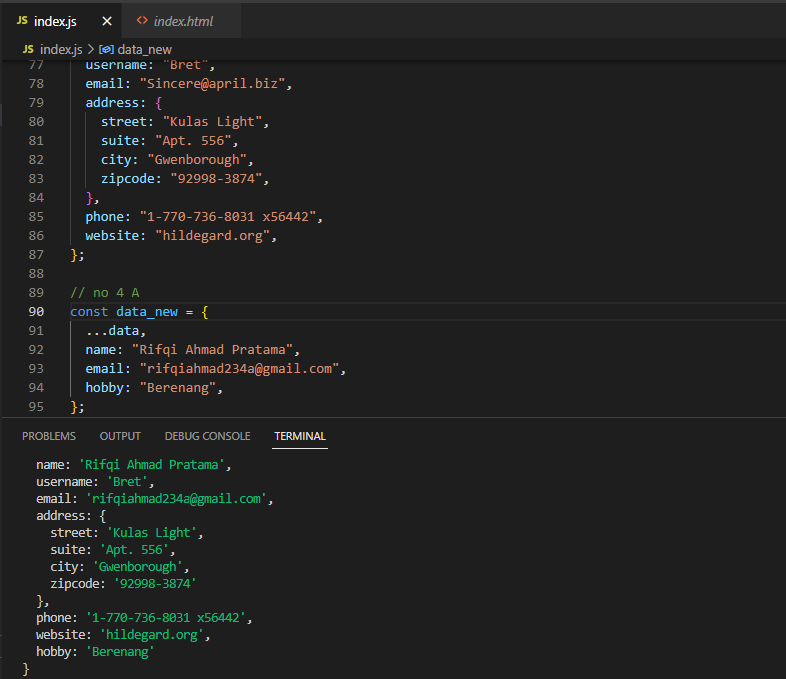 JS index.js × <> index.html
JS index.js > data_new
77 username: "Bret",
78 email: "Sincere@april.biz",
79 address: {
80 street: "Kulas Light",
81 suite: "Apt. 556",
82 city: "Gwenborough",
83 zipcode: "92998-3874",
84 },
85 phone: "1-770-736-8031 x56442",
86 website: "hildegard.org",
87 };
88
89 // no 4 A
90 const data_new = {
91 ...data,
92 name: "Rifqi Ahmad Pratama",
93 email: "rifqiahmad234a@gmail.com",
94 hobby: "Berenang",
95 };
PROBLEMS OUTPUT DEBUG CONSOLE TERMINAL
name: 'Rifqi Ahmad Pratama',
username: 'Bret',
email: 'rifqiahmad234a@gmail.com',
address: {
street: 'Kulas Light',
suite: 'Apt. 556',
city: 'Gwenborough',
zipcode: '92998-3874'
},
phone: '1-770-736-8031 x56442',
website: 'hildegard.org',
hobby: 'Berenang'
}